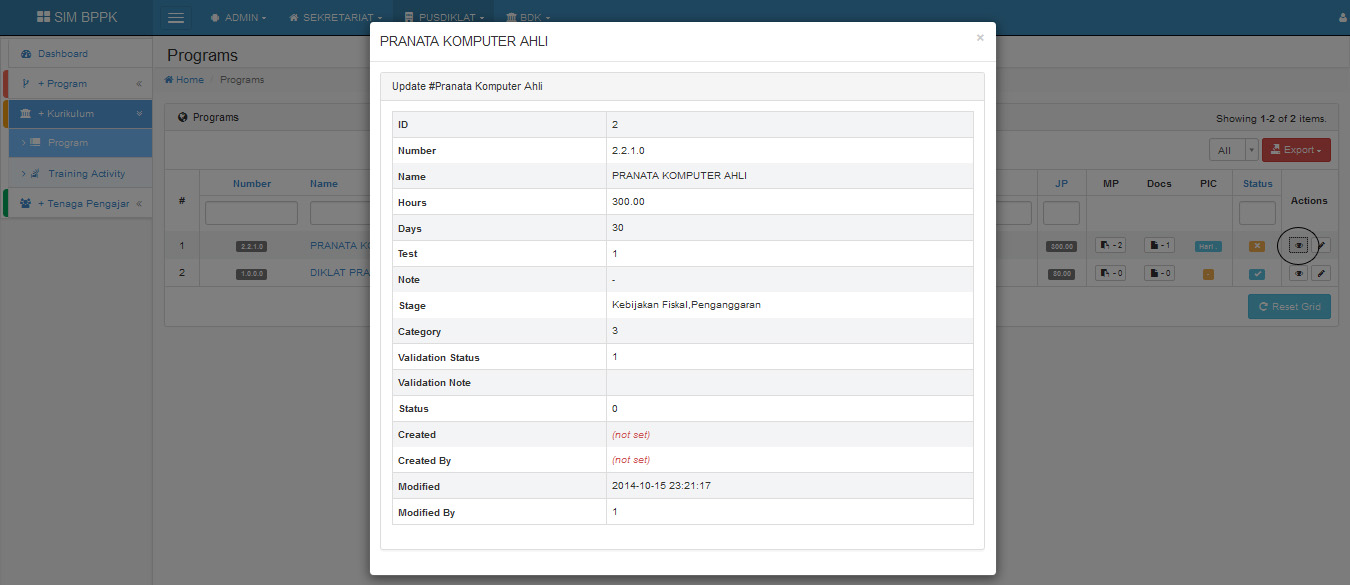 SIM BPPK
ADMIN
SEKRETARIAT
PUSDIKLAT
BDK
PRANATA KOMPUTER AHLI
×
Dashboard
+ Program
+ Kurikulum
Program
Training Activity
+ Tenaga Pengajar
Programs
Home / Programs
Programs
Showing 1-2 of 2 items.
All
Export
# Number Name JP MP Docs PIC Status Actions
1 2.2.1.0 PRANATA K 300.00 - 2 - 1 Hari..
2 1.0.0.0 DIKLAT PRA 80.00 - 0 - 0 -
Reset Grid
Update #Pranata Komputer Ahli
ID 2
Number 2.2.1.0
Name PRANATA KOMPUTER AHLI
Hours 300.00
Days 30
Test 1
Note -
Stage Kebijakan Fiskal,Penganggaran
Category 3
Validation Status 1
Validation Note
Status 0
Created (not set)
Created By (not set)
Modified 2014-10-15 23:21:17
Modified By 1